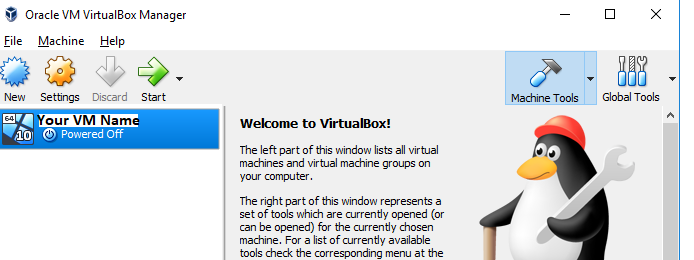 Oracle VM VirtualBox Manager
File Machine Help
New Settings Discard Start Machine Tools Global Tools
64
10
Your VM Name
Powered Off
Welcome to VirtualBox!
The left part of this window lists all virtual
machines and virtual machine groups on
your computer.
The right part of this window represents a
set of tools which are currently opened (or
can be opened) for the currently chosen
machine. For a list of currently available
tools check the corresponding menu at the